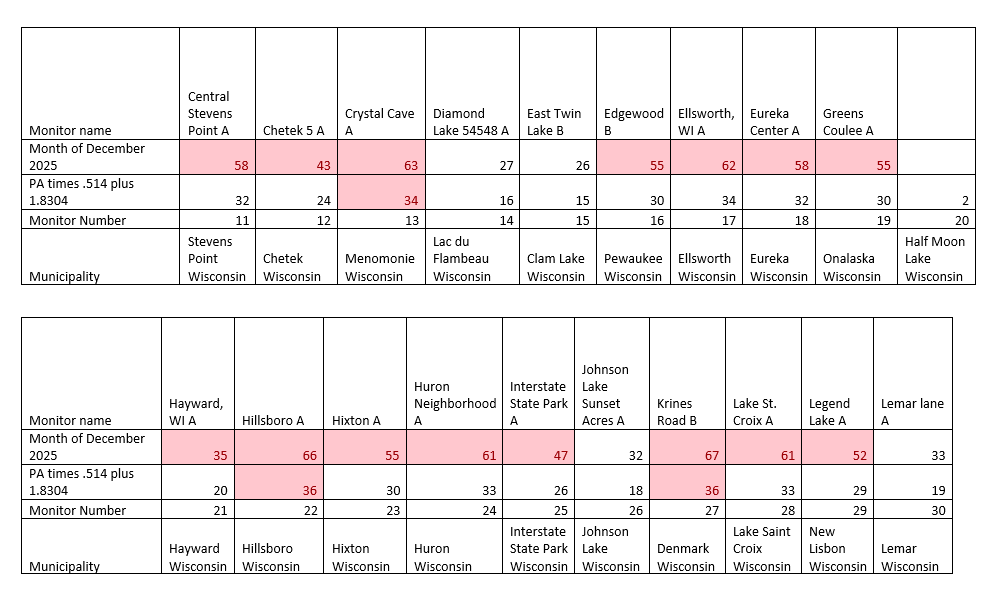 Monitor name Central Stevens Point A Chetek 5 A Crystal Cave A Diamond Lake 54548 A East Twin Lake B Edgewood B Ellsworth, WI A Eureka Center A Greens Coulee A
Month of December 2025 58 43 63 27 26 55 62 58 55
PA times .514 plus 1.8304 32 24 34 16 15 30 34 32 30 2
Monitor Number 11 12 13 14 15 16 17 18 19 20
Municipality Stevens Point Wisconsin Chetek Wisconsin Menomonie Wisconsin Lac du Flambeau Wisconsin Clam Lake Wisconsin Pewaukee Wisconsin Ellsworth Wisconsin Eureka Wisconsin Onalaska Wisconsin Half Moon Lake Wisconsin
Monitor name Hayward, WI A Hillsboro A Hixton A Huron Neighborhood A Interstate State Park A Johnson Lake Sunset Acres A Krines Road B Lake St. Croix A Legend Lake A Lemar lane A
Month of December 2025 35 66 55 61 47 32 67 61 52 33
PA times .514 plus 1.8304 20 36 30 33 26 18 36 33 29 19
Monitor Number 21 22 23 24 25 26 27 28 29 30
Municipality Hayward Wisconsin Hillsboro Wisconsin Hixton Wisconsin Huron Wisconsin Interstate State Park Wisconsin Johnson Lake Wisconsin Denmark Wisconsin Lake Saint Croix Wisconsin New Lisbon Wisconsin Lemar Wisconsin